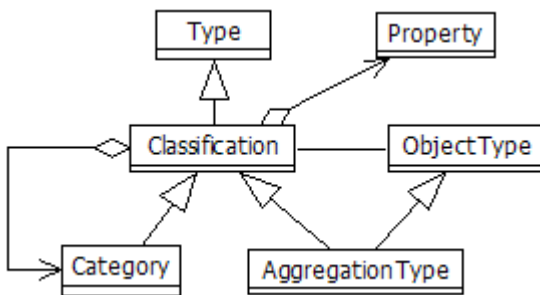 Type
Property
Classification
ObjectType
Category
AggregationType